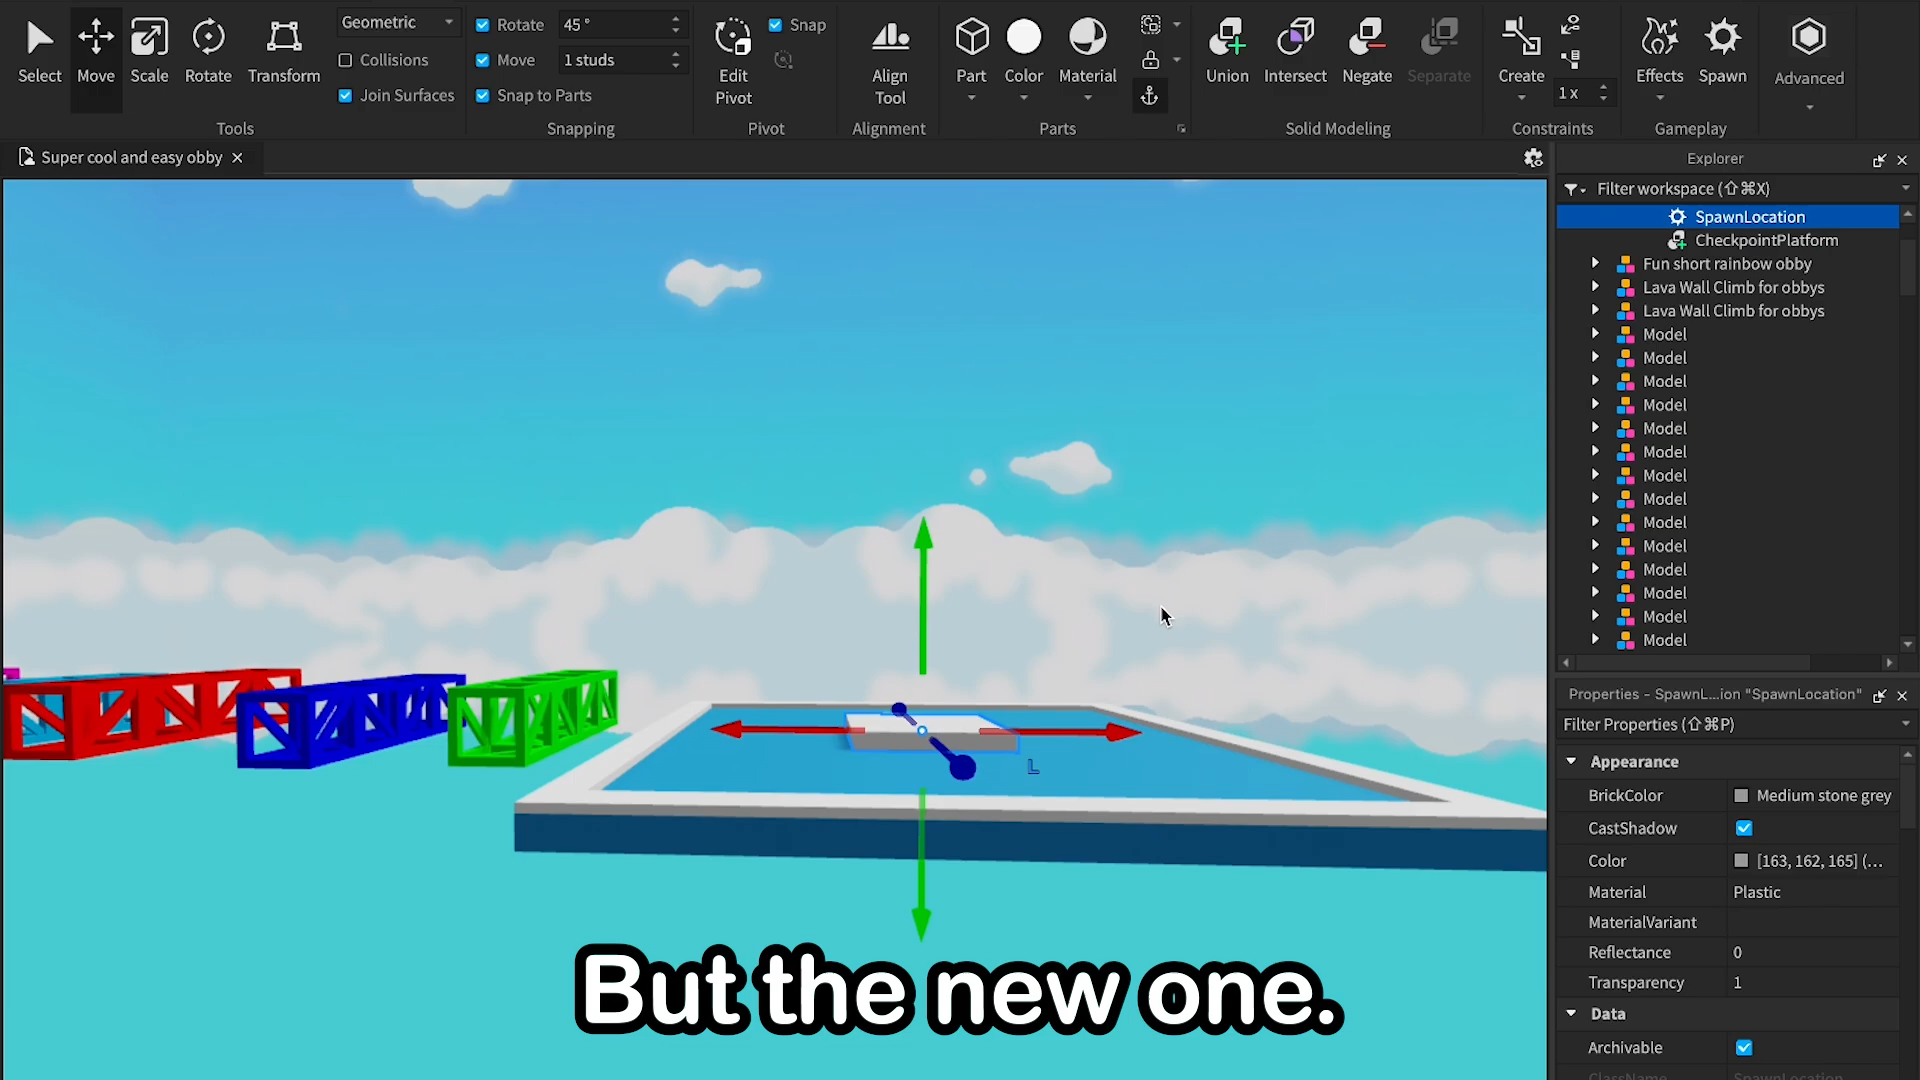 Select
Move
Scale
Rotate
Transform
Geometric
Collisions
Join Surfaces
Tools
Rotate
45 °
Move
1 studs
Snap to Parts
Snapping
Edit
Pivot
Snap
Pivot
Align
Tool
Alignment
Part
Color
Material
Parts
Union
Intersect
Negate
Separate
Solid Modeling
Create
1 x
Constraints
Effects
Spawn
Gameplay
Advanced
Super cool and easy obby
Explorer
Filter workspace (⇧⌘X)
SpawnLocation
CheckpointPlatform
Fun short rainbow obby
Lava Wall Climb for obbys
Lava Wall Climb for obbys
Model
Model
Model
Model
Model
Model
Model
Model
Model
Model
Model
Model
Model
Model
Properties - SpawnL...ion "SpawnLocation"
Filter Properties (⇧⌘P)
Appearance
BrickColor Medium stone grey
CastShadow
Color [163, 162, 165] (...
Material Plastic
MaterialVariant
Reflectance 0
Transparency 1
Data
Archivable
ClassName SpawnLocation
L
But the new one.